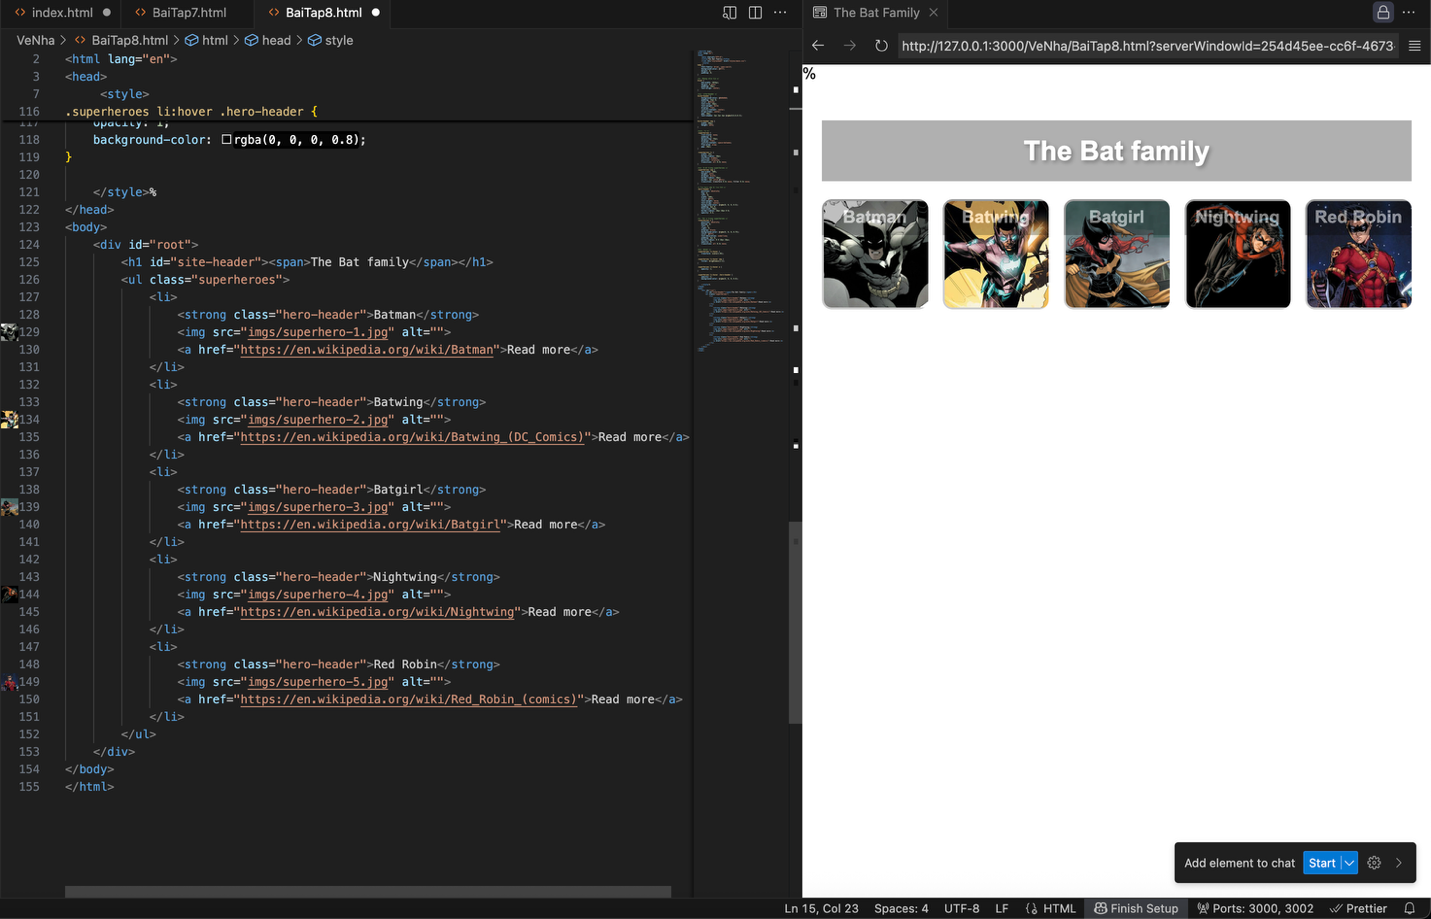 index.html
BaiTap7.html
BaiTap8.html
VeNha > BaiTap8.html > html > head > style
2 <html lang="en">
3 <head>
7 <style>
116 .superheroes li:hover .hero-header {
117 opacity: 1;
118 background-color: rgba(0, 0, 0, 0.8);
119 }
120
121 </style>%
122 </head>
123 <body>
124 <div id="root">
125 <h1 id="site-header"><span>The Bat family</span></h1>
126 <ul class="superheroes">
127 <li>
128 <strong class="hero-header">Batman</strong>
129 <img src="imgs/superhero-1.jpg" alt="">
130 <a href="https://en.wikipedia.org/wiki/Batman">Read more</a>
131 </li>
132 <li>
133 <strong class="hero-header">Batwing</strong>
134 <img src="imgs/superhero-2.jpg" alt="">
135 <a href="https://en.wikipedia.org/wiki/Batwing_(DC_Comics)">Read more</a>
136 </li>
137 <li>
138 <strong class="hero-header">Batgirl</strong>
139 <img src="imgs/superhero-3.jpg" alt="">
140 <a href="https://en.wikipedia.org/wiki/Batgirl">Read more</a>
141 </li>
142 <li>
143 <strong class="hero-header">Nightwing</strong>
144 <img src="imgs/superhero-4.jpg" alt="">
145 <a href="https://en.wikipedia.org/wiki/Nightwing">Read more</a>
146 </li>
147 <li>
148 <strong class="hero-header">Red Robin</strong>
149 <img src="imgs/superhero-5.jpg" alt="">
150 <a href="https://en.wikipedia.org/wiki/Red_Robin_(comics)">Read more</a>
151 </li>
152 </ul>
153 </div>
154 </body>
155 </html>
The Bat Family
http://127.0.0.1:3000/VeNha/BaiTap8.html?serverWindowId=254d45ee-cc6f-4673-
%
The Bat family
Batman
Batwing
Batgirl
Nightwing
Red Robin
Add element to chat Start
Ln 15, Col 23 Spaces: 4 UTF-8 LF HTML Finish Setup Ports: 3000, 3002 Prettier